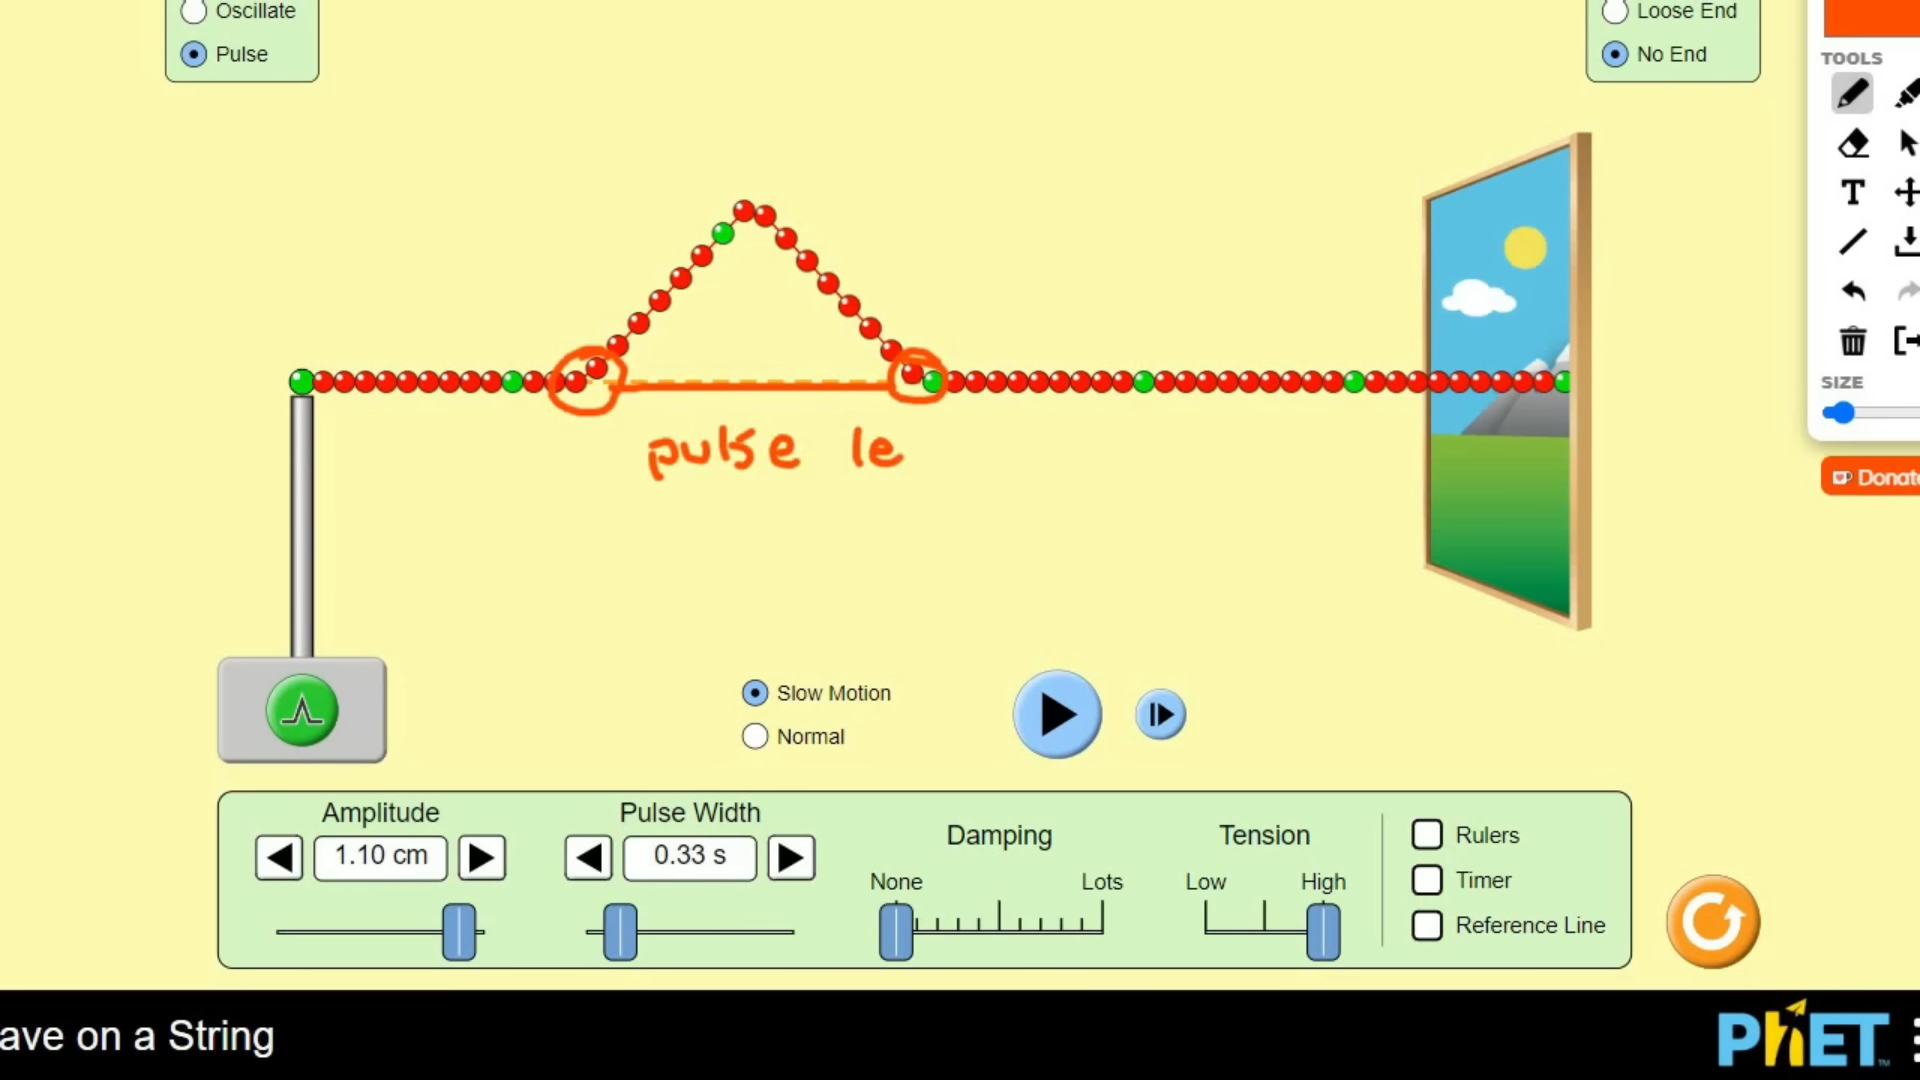 Oscillate
Pulse
Loose End
No End
TOOLS
T
SIZE
Donate
pulse le
Slow Motion
Normal
Amplitude
1.10 cm
Pulse Width
0.33 s
Damping
None
Lots
Tension
Low
High
Rulers
Timer
Reference Line
ave on a String
PhET
TM